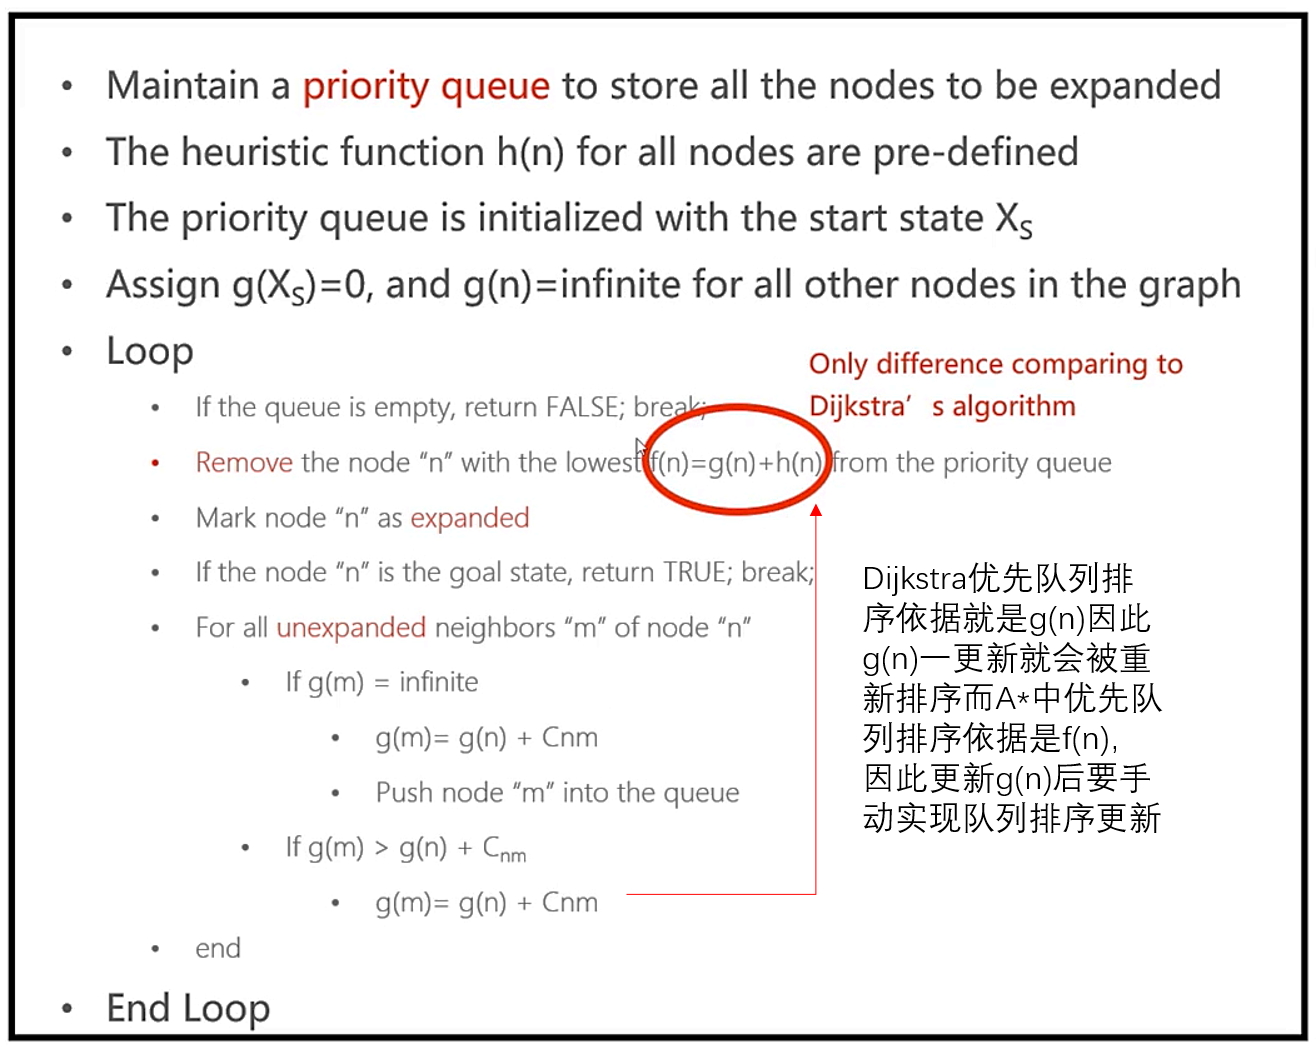 • Maintain a priority queue to store all the nodes to be expanded
• The heuristic function h(n) for all nodes are pre-defined
• The priority queue is initialized with the start state XS
• Assign g(XS)=0, and g(n)=infinite for all other nodes in the graph
• Loop
Only difference comparing to
Dijkstra’s algorithm
• If the queue is empty, return FALSE; break;
• Remove the node “n” with the lowest f(n)=g(n)+h(n) from the priority queue
• Mark node “n” as expanded
• If the node “n” is the goal state, return TRUE; break;
• For all unexpanded neighbors “m” of node “n”
• If g(m) = infinite
• g(m)= g(n) + Cnm
• Push node “m” into the queue
• If g(m) > g(n) + Cnm
• g(m)= g(n) + Cnm
• end
• End Loop
Dijkstra优先队列排
序依据就是g(n)因此
g(n)一更新就会被重
新排序而A*中优先队
列排序依据是f(n),
因此更新g(n)后要手
动实现队列排序更新